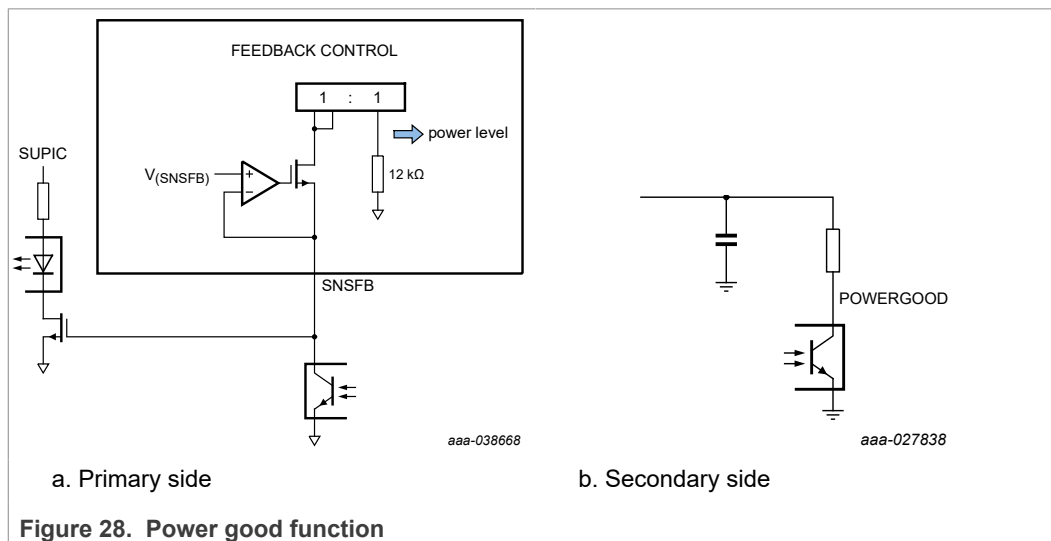 FEEDBACK CONTROL
1 : 1
power level
SUPIC
V(SNSFB)
+
−
12 kΩ
SNSFB
POWERGOOD
aaa-038668
aaa-027838
a. Primary side
b. Secondary side
Figure 28. Power good function